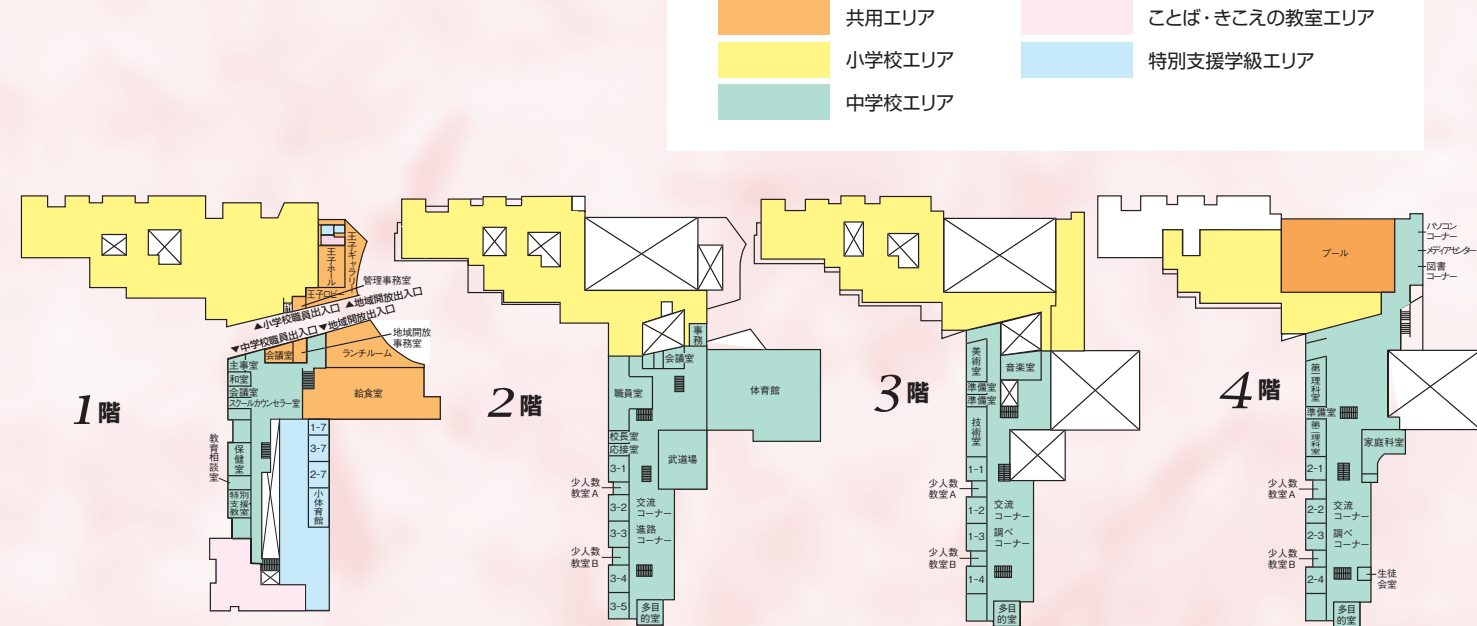 共用エリア
ことば・きこえの教室エリア
小学校エリア
特別支援学級エリア
中学校エリア
1階
王子ギャラリー
王子ホール
王子ロビー
管理事務室
▲地域開放出入口
▲小学校職員出入口
▼地域開放出入口
▼中学校職員出入口
地域開放
事務室
会議室
ランチルーム
主事室
和室
会議室
スクールカウンセラー室
給食室
1-7
3-7
2-7
小体育館
教育相談室
保健室
特別
支援
教室
2階
事務
会議室
職員室
体育館
校長室
応接室
武道場
3-1
少人数
教室A
3-2
交流
コーナー
3-3
進路
コーナー
少人数
教室B
3-4
3-5
多目
的室
3階
美術室
音楽室
準備室
準備室
技術室
1-1
少人数
教室A
1-2
交流
コーナー
1-3
調べ
コーナー
少人数
教室B
1-4
多目
的室
4階
プール
パソコン
コーナー
メディアセンター
図書
コーナー
第一理科室
準備室
第二理科室
家庭科室
2-1
少人数
教室A
2-2
交流
コーナー
2-3
調べ
コーナー
少人数
教室B
2-4
生徒
会室
多目
的室